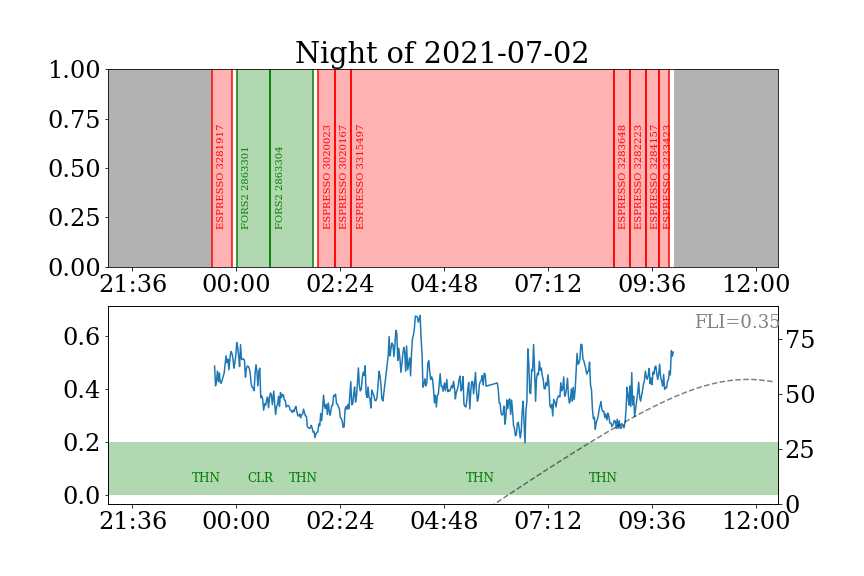 Night of 2021-07-02
1.00
0.75
0.50
0.25
0.00
ESPRESSO 3281917
FORS2 2863301
FORS2 2863304
ESPRESSO 3020023
ESPRESSO 3020167
ESPRESSO 3315497
ESPRESSO 3283648
ESPRESSO 3282223
ESPRESSO 3284157
ESPRESSO 3233423
21:36 00:00 02:24 04:48 07:12 09:36 12:00
FLI=0.35
0.6
0.4
0.2
0.0
75
50
25
0
THN CLR THN THN THN
21:36 00:00 02:24 04:48 07:12 09:36 12:00